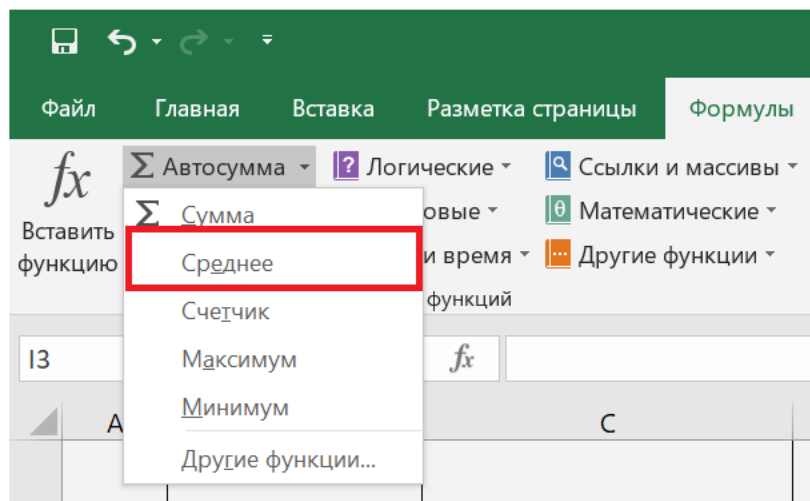 Файл Главная Вставка Разметка страницы Формулы
fx Σ Автосумма ? Логические Ссылки и массивы
Вставить Σ Сумма овые θ Математические
функцию Среднее и время Другие функции
Счетчик функций
Максимум
I3 fx
Минимум
A C
Другие функции...